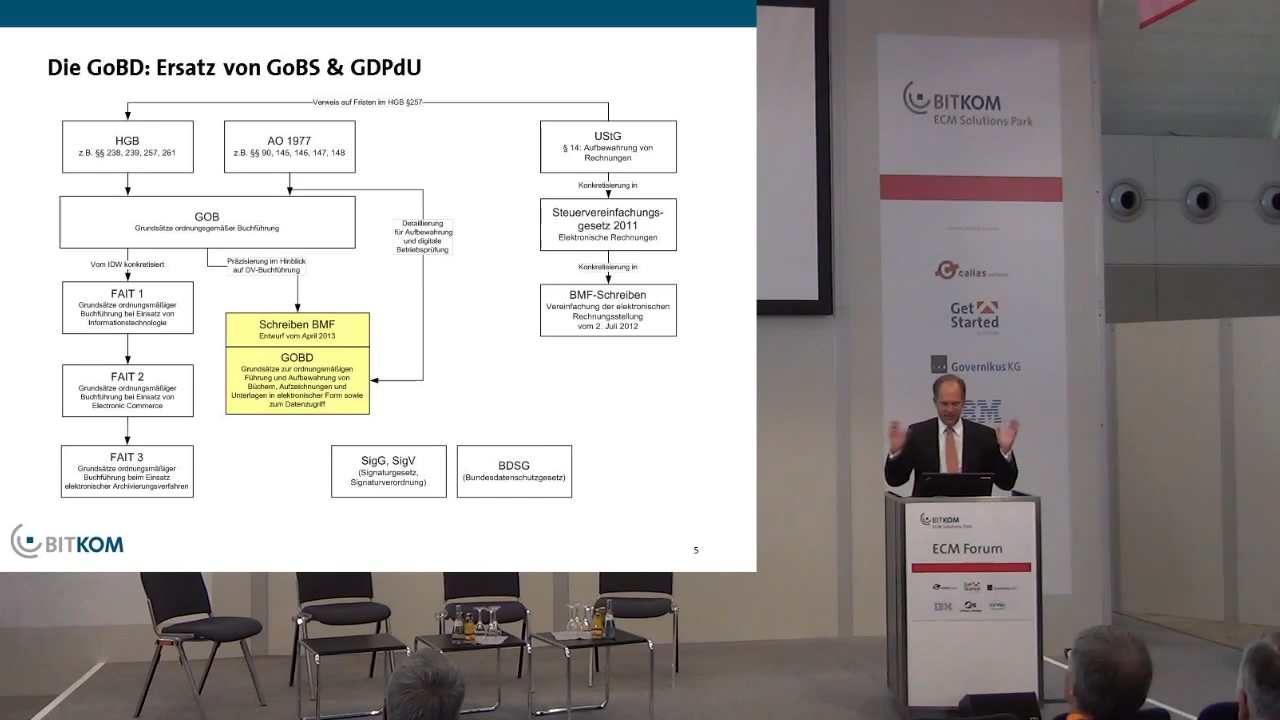 Die GoBD: Ersatz von GoBS & GDPdU
Verweis auf Fristen im HGB §257
HGB
z.B. §§ 238, 239, 257, 261
AO 1977
z.B. §§ 90, 145, 146, 147, 148
UStG
§ 14: Aufbewahrung von
Rechnungen
Konkretisierung in
GOB
Grundsätze ordnungsgemäßer Buchführung
Steuervereinfachungs-
gesetz 2011
Elektronische Rechnungen
Detaillierung
für Aufbewahrung
und digitale
Betriebsprüfung
Vom IDW konkretisiert
Präzisierung im Hinblick
auf DV-Buchführung
Konkretisierung in
FAIT 1
Grundsätze ordnungsmäßiger
Buchführung bei Einsatz von
Informationstechnologie
BMF-Schreiben
Vereinfachung der elektronischen
Rechnungsstellung
vom 2. Juli 2012
Schreiben BMF
Entwurf vom April 2013
GOBD
Grundsätze zur ordnungsmäßigen
Führung und Aufbewahrung von
Büchern, Aufzeichnungen und
Unterlagen in elektronischer Form sowie
zum Datenzugriff
FAIT 2
Grundsätze ordnungsmäßiger
Buchführung bei Einsatz von
Electronic Commerce
FAIT 3
Grundsätze ordnungsmäßiger
Buchführung beim Einsatz
elektronischer Archivierungsverfahren
SigG, SigV
(Signaturgesetz,
Signaturverordnung)
BDSG
(Bundesdatenschutzgesetz)
BITKOM
5
BITKOM
ECM Solutions Park
callas software
Get
Started
Governikus KG
IBM
BITKOM
ECM Solutions Park
ECM Forum
IBM